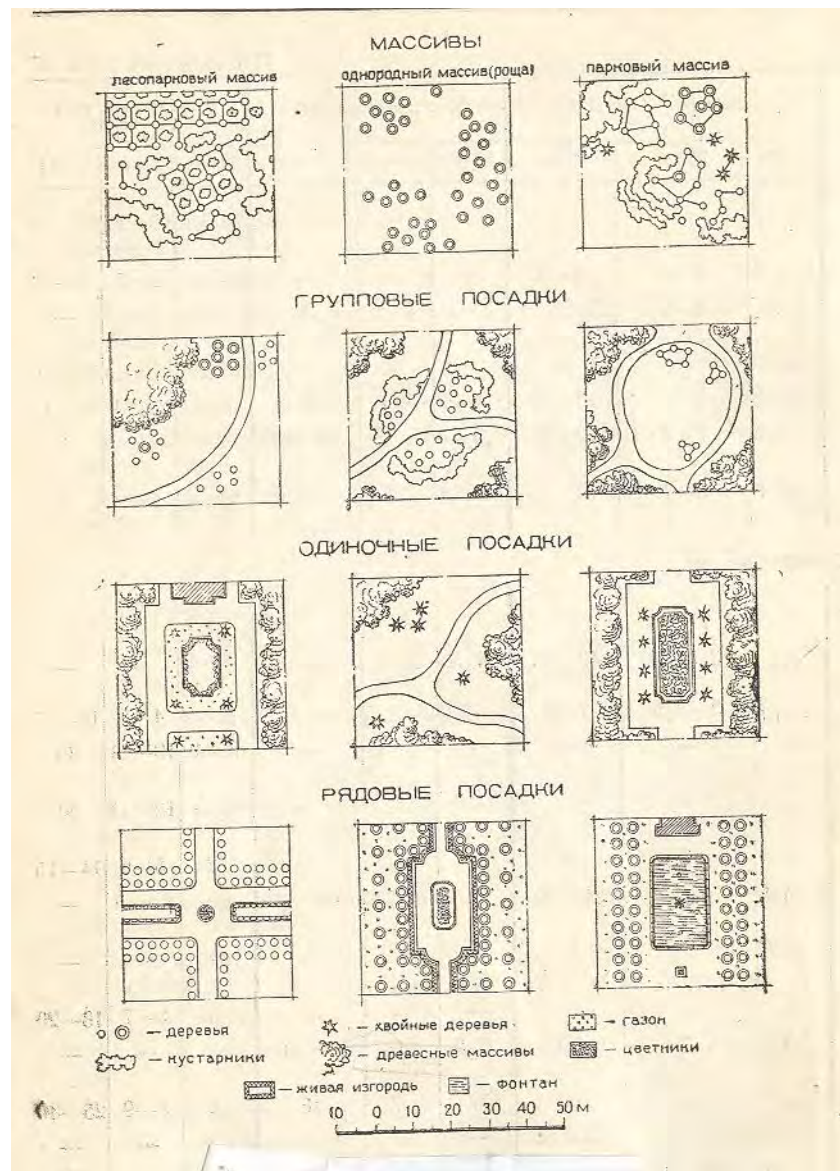 МАССИВЫ
лесопарковый массив
однородный массив(роща)
парковый массив
ГРУППОВЫЕ ПОСАДКИ
ОДИНОЧНЫЕ ПОСАДКИ
РЯДОВЫЕ ПОСАДКИ
— деревья
— хвойные деревья
— газон
— кустарники
— древесные массивы
— цветники
— живая изгородь
— фонтан
10 0 10 20 30 40 50 м